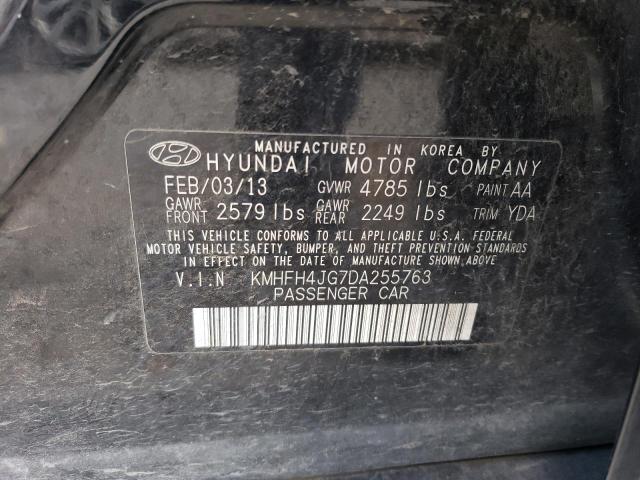 MANUFACTURED IN KOREA BY
HYUNDAI MOTOR COMPANY
FEB/03/13 GVWR 4785 lbs PAINT AA
GAWR FRONT 2579 lbs GAWR REAR 2249 lbs TRIM YDA
THIS VEHICLE CONFORMS TO ALL APPLICABLE U.S.A. FEDERAL
MOTOR VEHICLE SAFETY, BUMPER, AND THEFT PREVENTION STANDARDS
IN EFFECT ON THE DATE OF MANUFACTURE SHOWN ABOVE.
V.I.N KMHFH4JG7DA255763
PASSENGER CAR